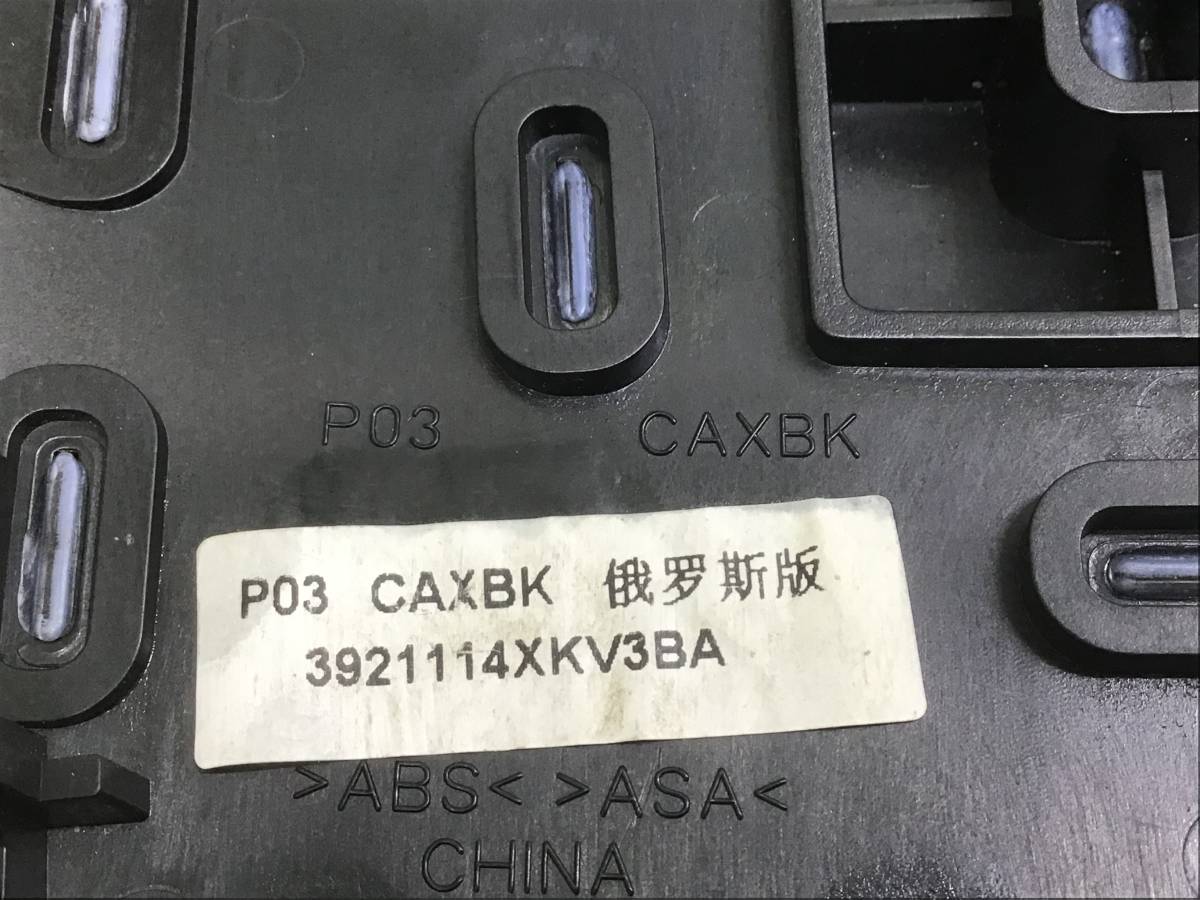 P03 CAXBK
P03 CAXBK 俄罗斯版
3921114XKV3BA
>ABS< >ASA<
CHINA